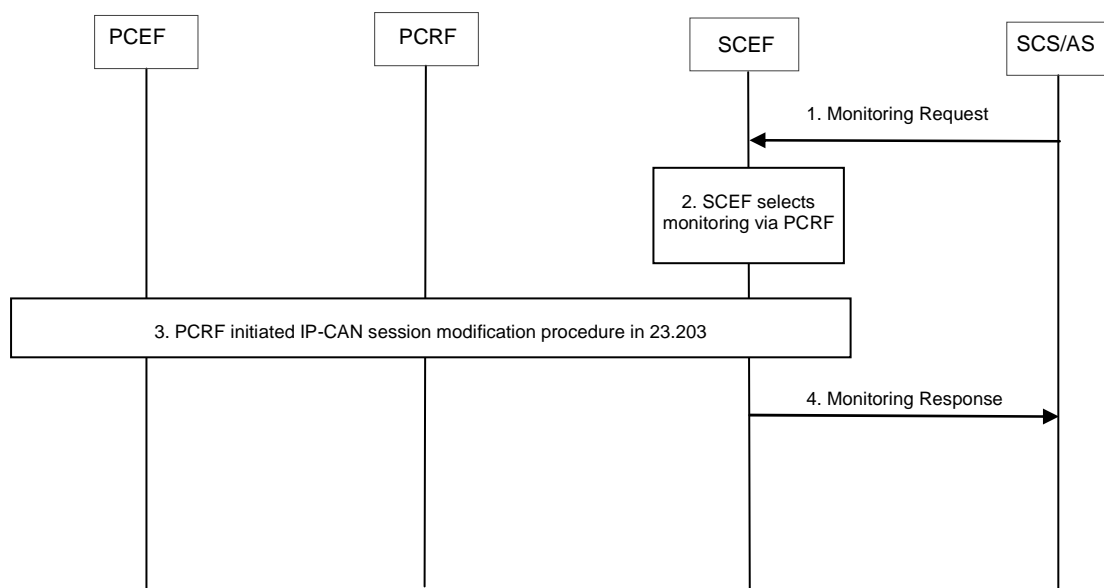 PCEF
PCRF
SCEF
SCS/AS
1. Monitoring Request
2. SCEF selects
monitoring via PCRF
3. PCRF initiated IP-CAN session modification procedure in 23.203
4. Monitoring Response